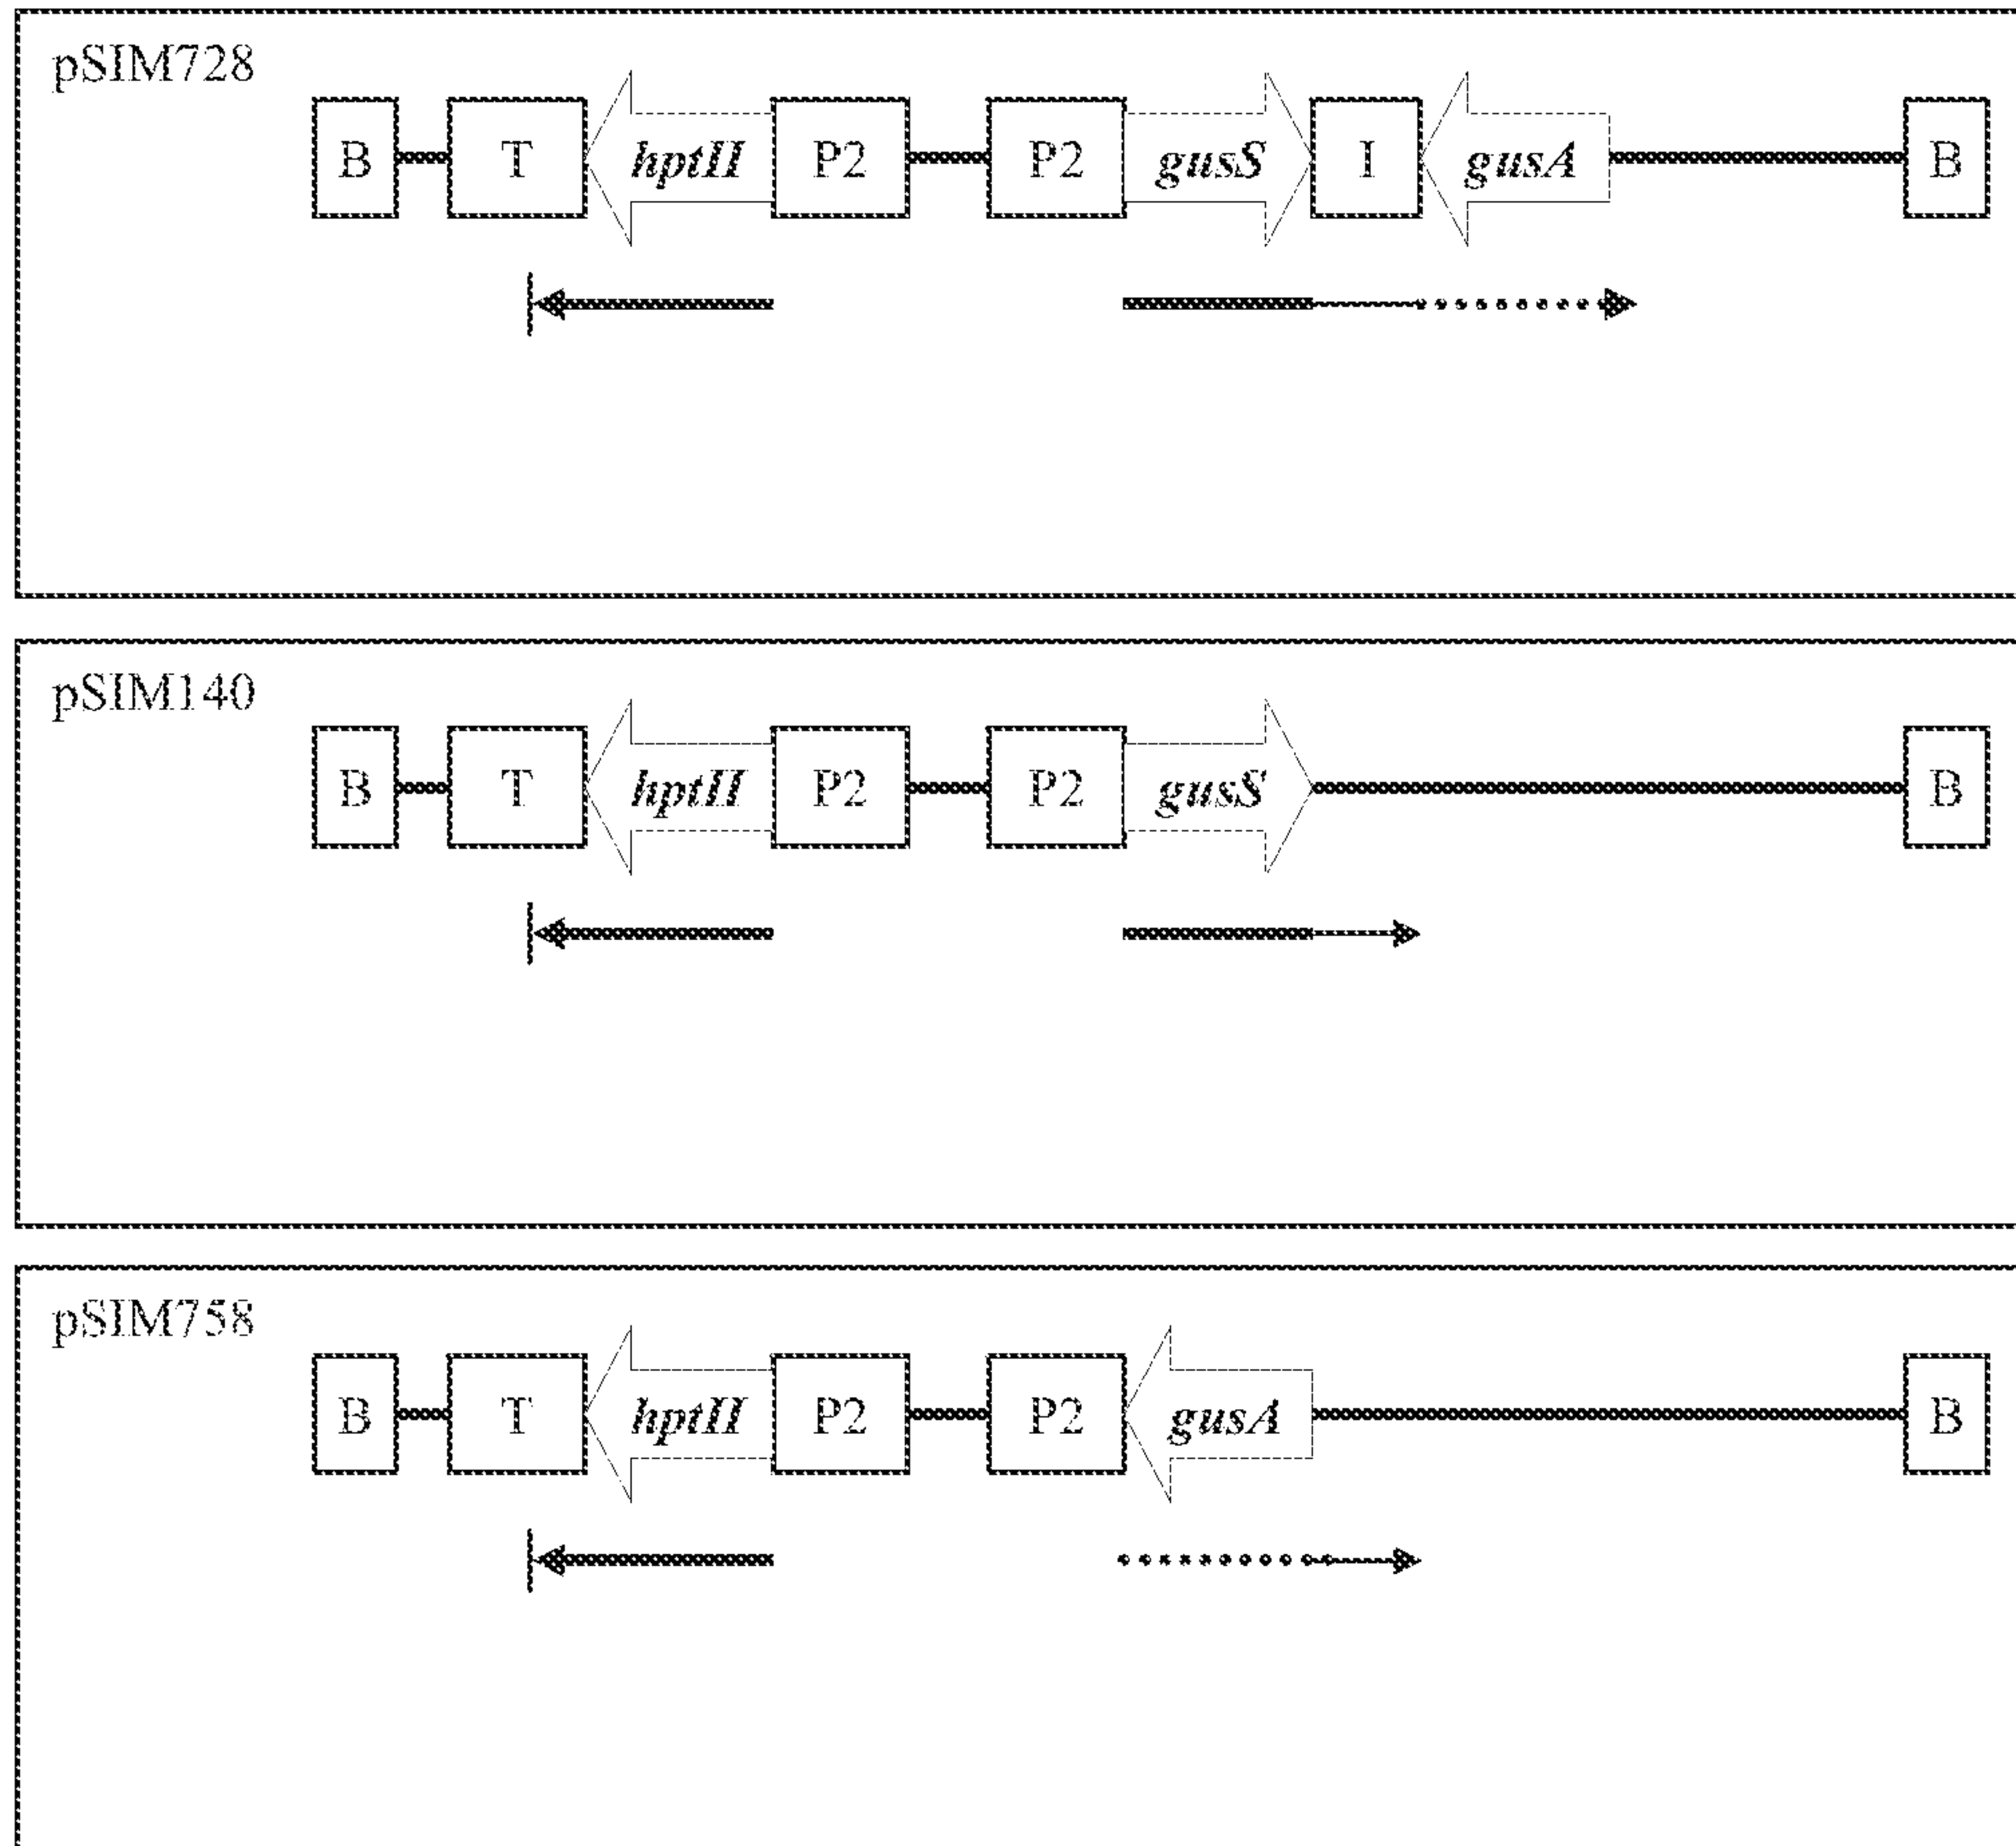 pSIM728
B T hptII P2 P2 gusS I gusA B
pSIM140
B T hptII P2 P2 gusS B
pSIM758
B T hptII P2 P2 gusA B